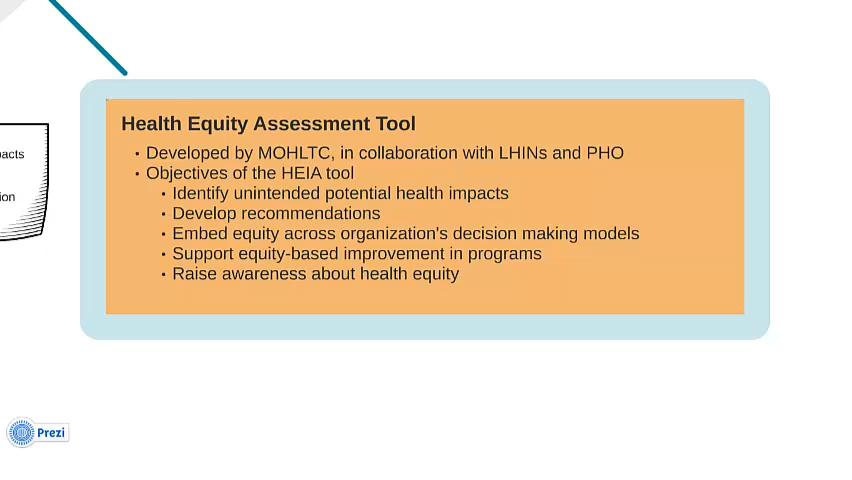 Health Equity Assessment Tool
• Developed by MOHLTC, in collaboration with LHINs and PHO
• Objectives of the HEIA tool
• Identify unintended potential health impacts
• Develop recommendations
• Embed equity across organization's decision making models
• Support equity-based improvement in programs
• Raise awareness about health equity
Prezi